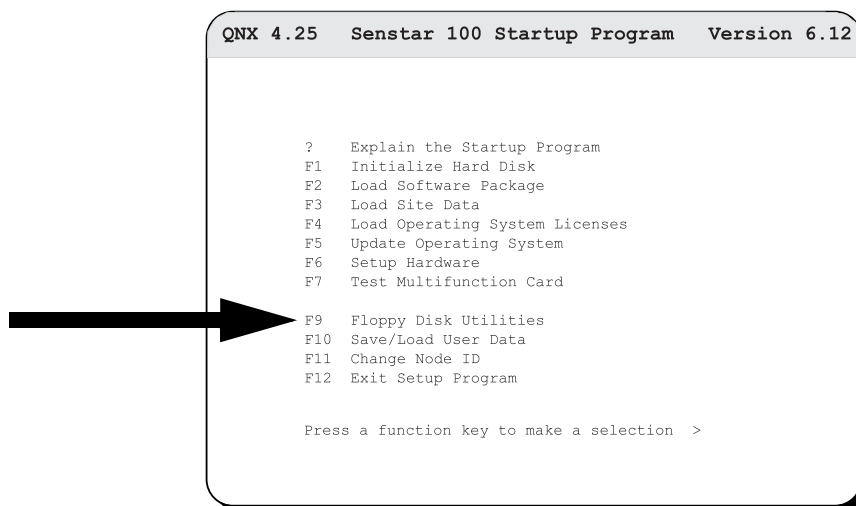 QNX 4.25 Senstar 100 Startup Program Version 6.12
? Explain the Startup Program
F1 Initialize Hard Disk
F2 Load Software Package
F3 Load Site Data
F4 Load Operating System Licenses
F5 Update Operating System
F6 Setup Hardware
F7 Test Multifunction Card
F9 Floppy Disk Utilities
F10 Save/Load User Data
F11 Change Node ID
F12 Exit Setup Program
Press a function key to make a selection >